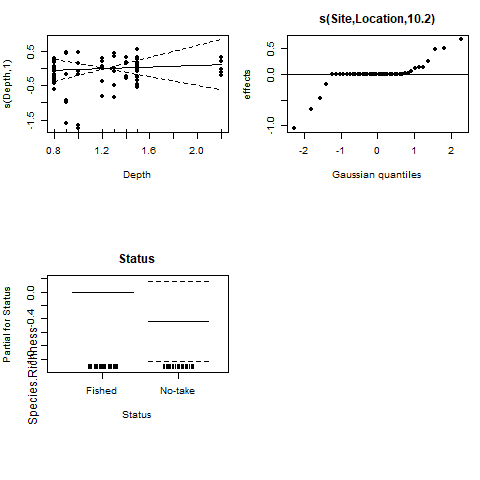 s(Site,Location,10.2)
s(Depth,1)
0.5
-0.5
-1.5
0.8
1.2
1.6
2.0
Depth
effects
0.5
0.0
-1.0
-2
-1
0
1
2
Gaussian quantiles
Status
Partial for Status
0.0
-0.4
Species.Richness
Fished
No-take
Status